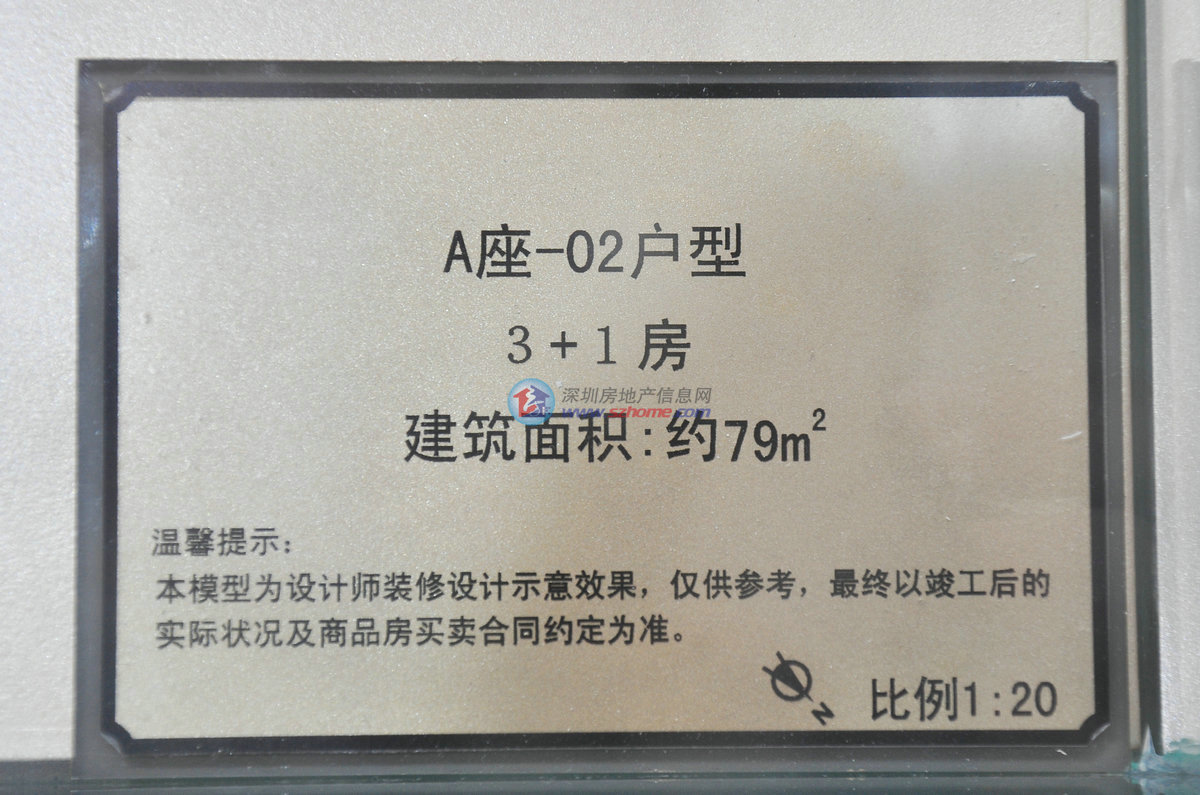 A座-02户型
3+1房
深圳房地产信息网
www.szhome.com
建筑面积:约79m²
温馨提示:
本模型为设计师装修设计示意效果，仅供参考，最终以竣工后的
实际状况及商品房买卖合同约定为准。
N
比例1:20